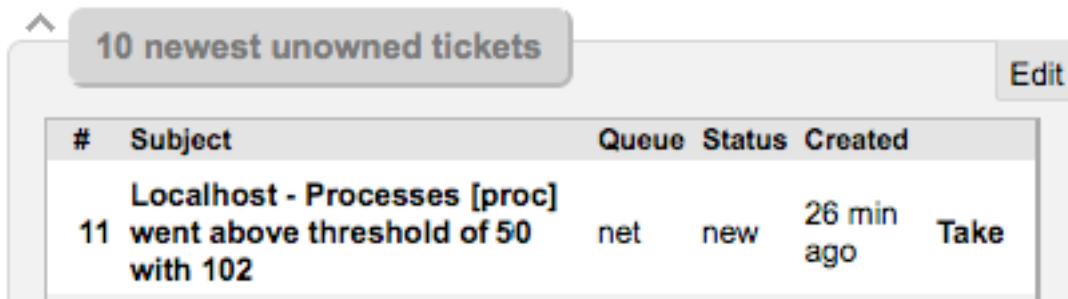 10 newest unowned tickets
Edit
# Subject Queue Status Created
Localhost - Processes [proc]
11 went above threshold of 50 net new 26 min ago Take
with 102